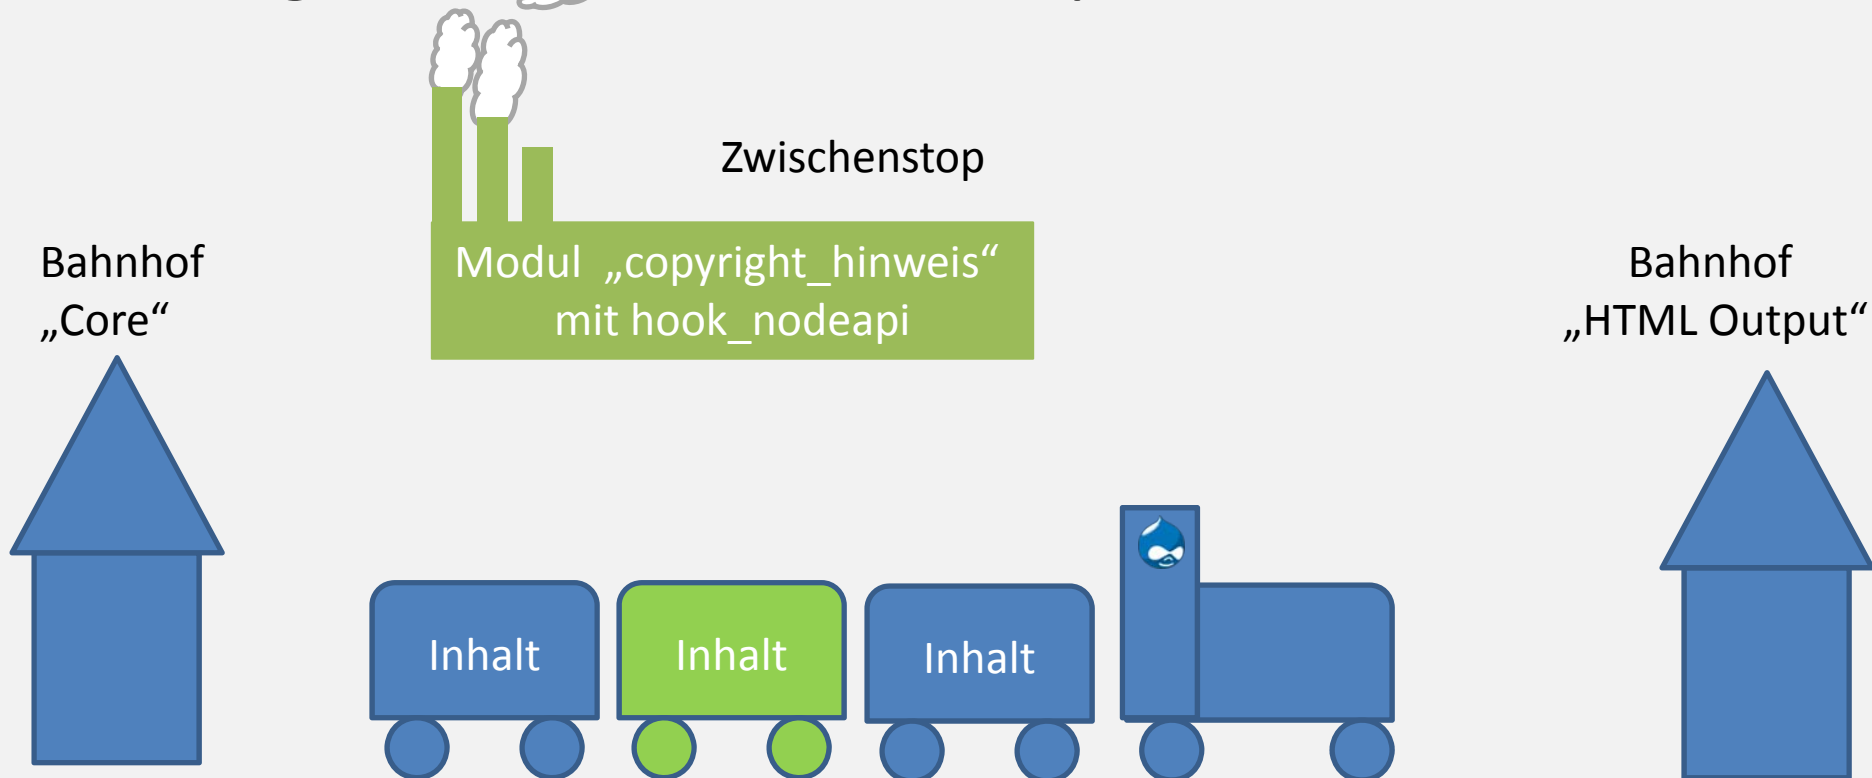 Zwischenstop
Bahnhof
„Core“
Modul „copyright_hinweis“
mit hook_nodeapi
Bahnhof
„HTML Output“
Inhalt
Inhalt
Inhalt